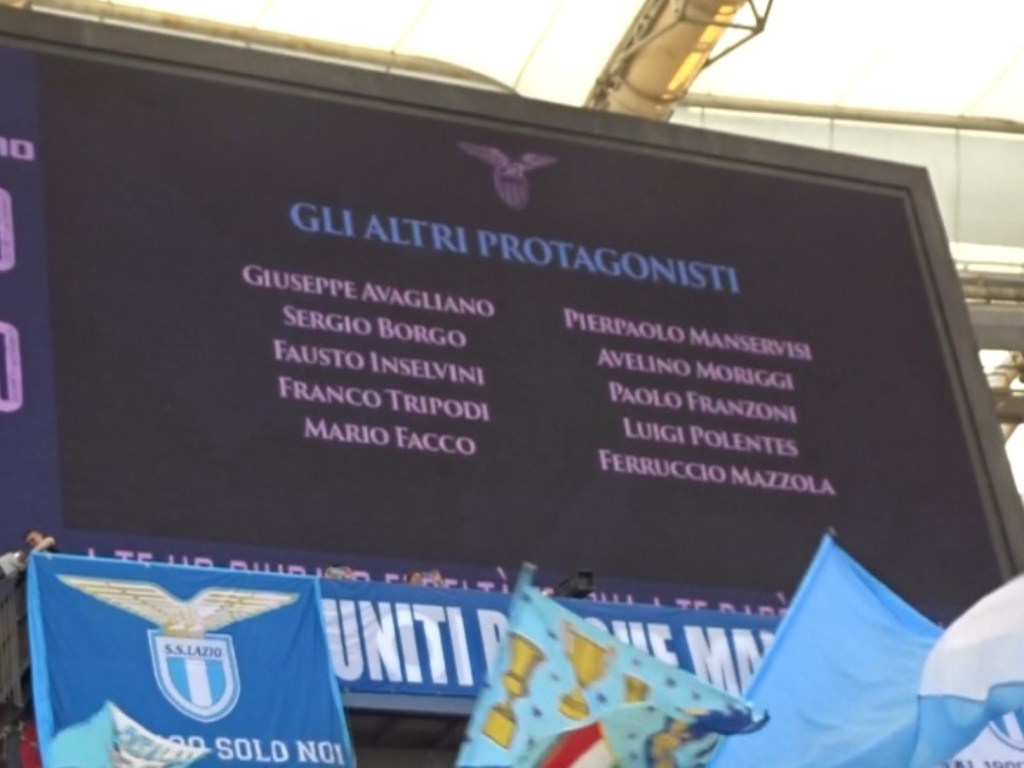 GLI ALTRI PROTAGONISTI
GIUSEPPE AVAGLIANO
SERGIO BORGO
FAUSTO INSELVINI
FRANCO TRIPODI
MARIO FACCO
PIERPAOLO MANSERVISI
AVELINO MORIGGI
PAOLO FRANZONI
LUIGI POLENTES
FERRUCCIO MAZZOLA
UNITI
S.S.LAZIO
SOLO NOI